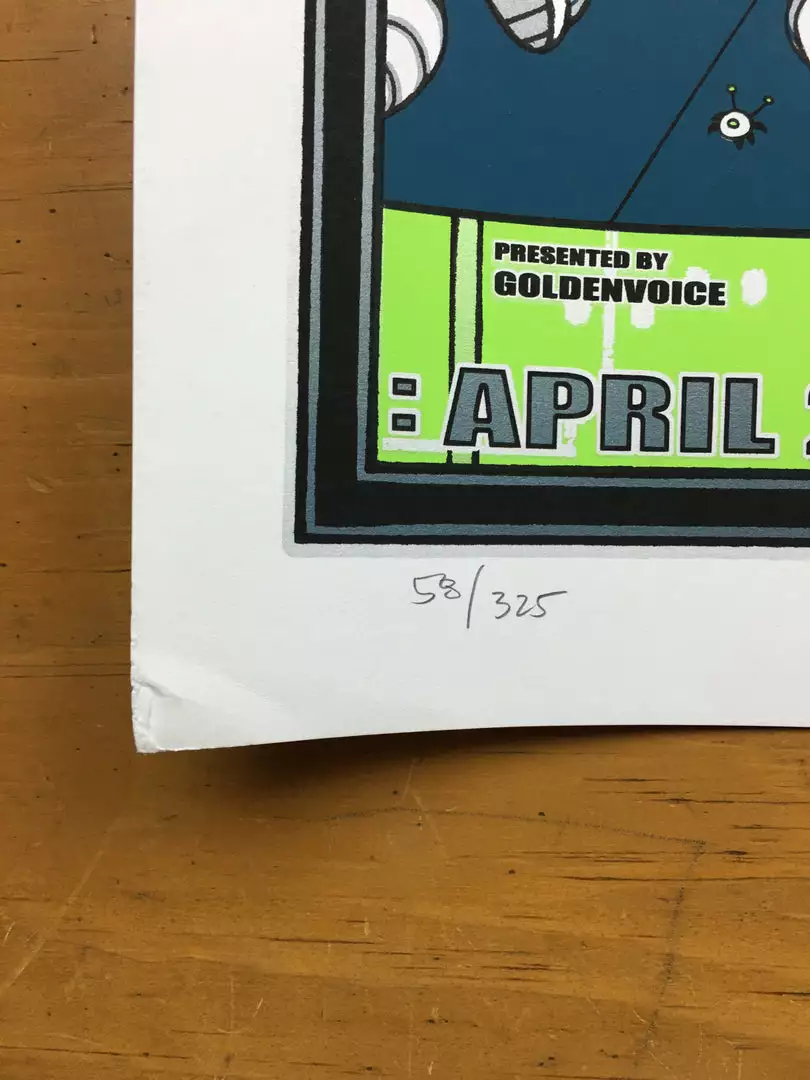 PRESENTED BY
GOLDENVOICE
: APRIL
58/325